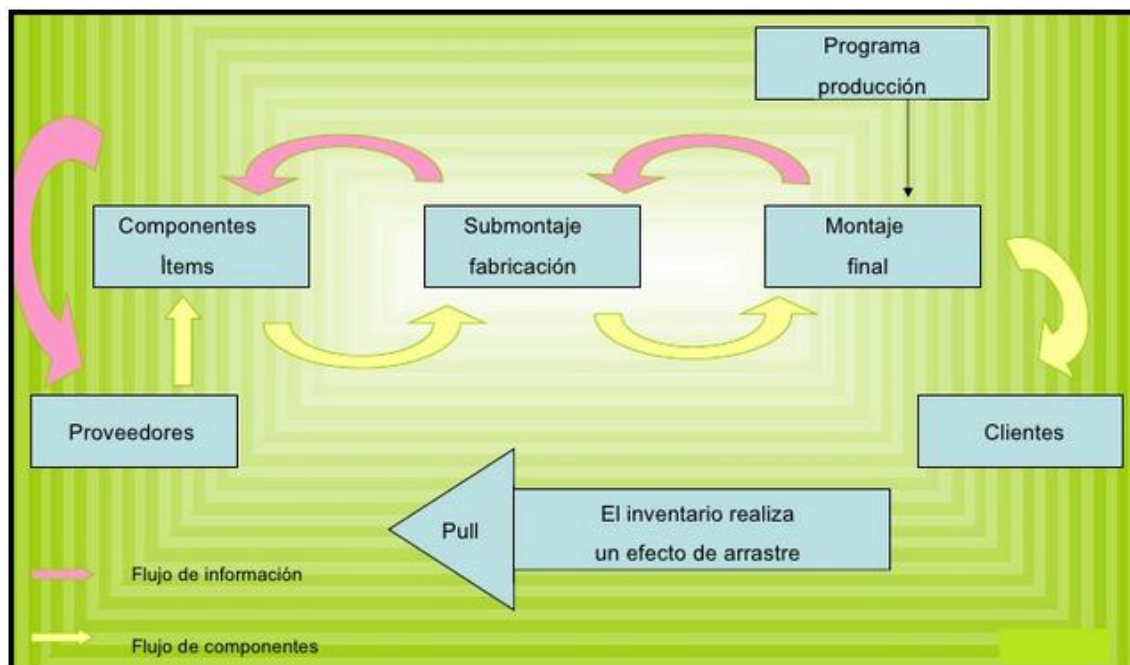 Programa
producción
Componentes
Ítems
Submontaje
fabricación
Montaje
final
Proveedores
Clientes
Pull
El inventario realiza
un efecto de arrastre
Flujo de información
Flujo de componentes